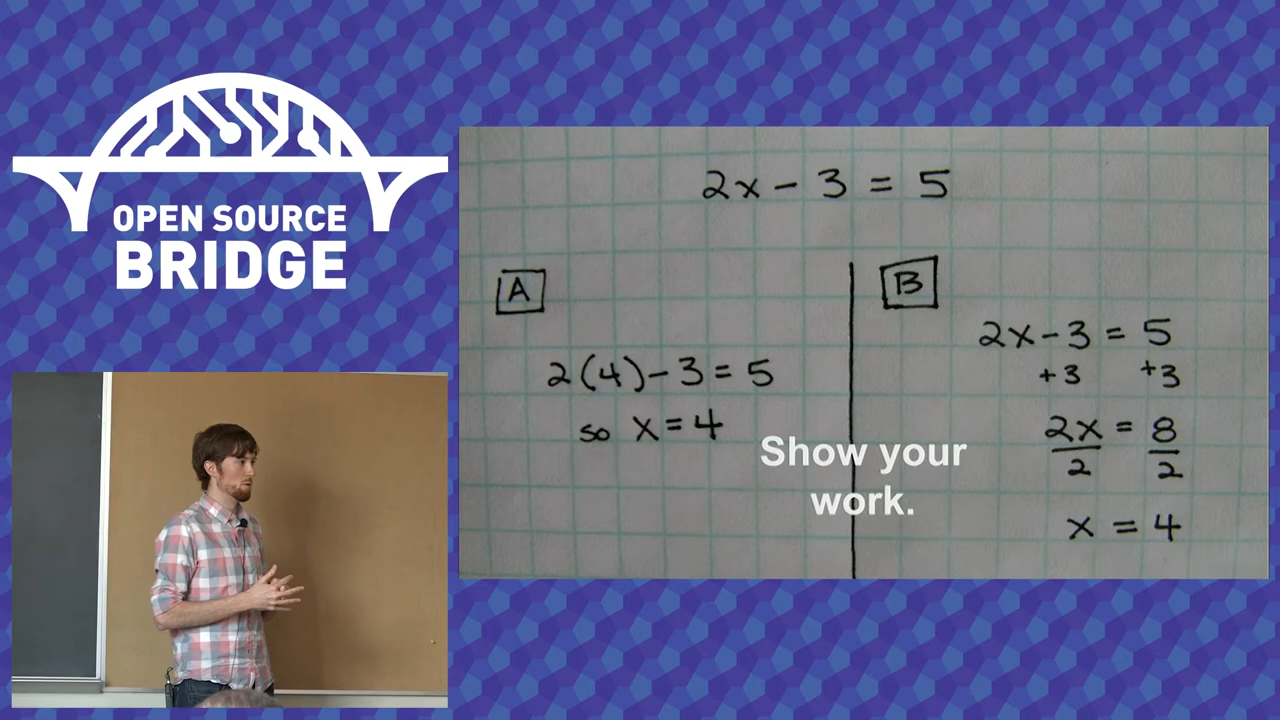 OPEN SOURCE
BRIDGE
2x - 3 = 5
A
2(4) - 3 = 5
so x = 4
B
2x - 3 = 5
+3 +3
2x = 8
2 2
x = 4
Show your
work.